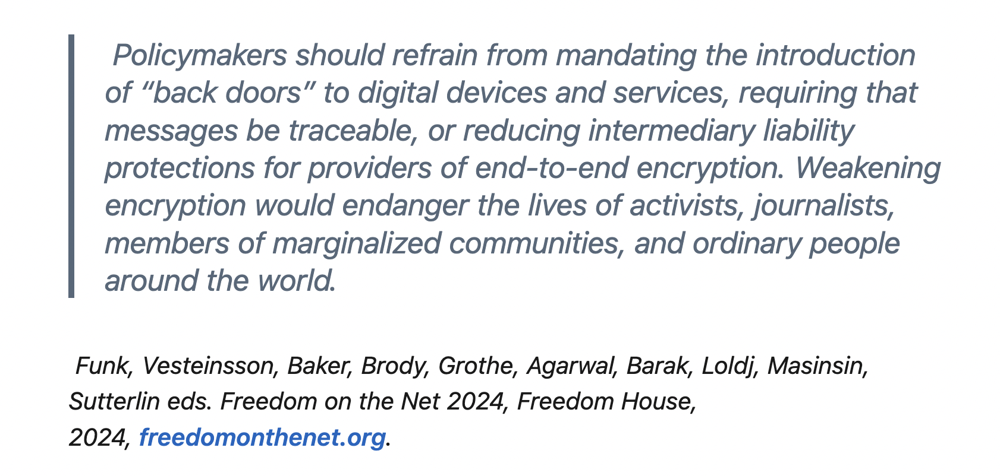 Policymakers should refrain from mandating the introduction
of “back doors” to digital devices and services, requiring that
messages be traceable, or reducing intermediary liability
protections for providers of end-to-end encryption. Weakening
encryption would endanger the lives of activists, journalists,
members of marginalized communities, and ordinary people
around the world.
Funk, Vesteinsson, Baker, Brody, Grothe, Agarwal, Barak, Loldj, Masinsin,
Sutterlin eds. Freedom on the Net 2024, Freedom House,
2024, freedomonthenet.org.